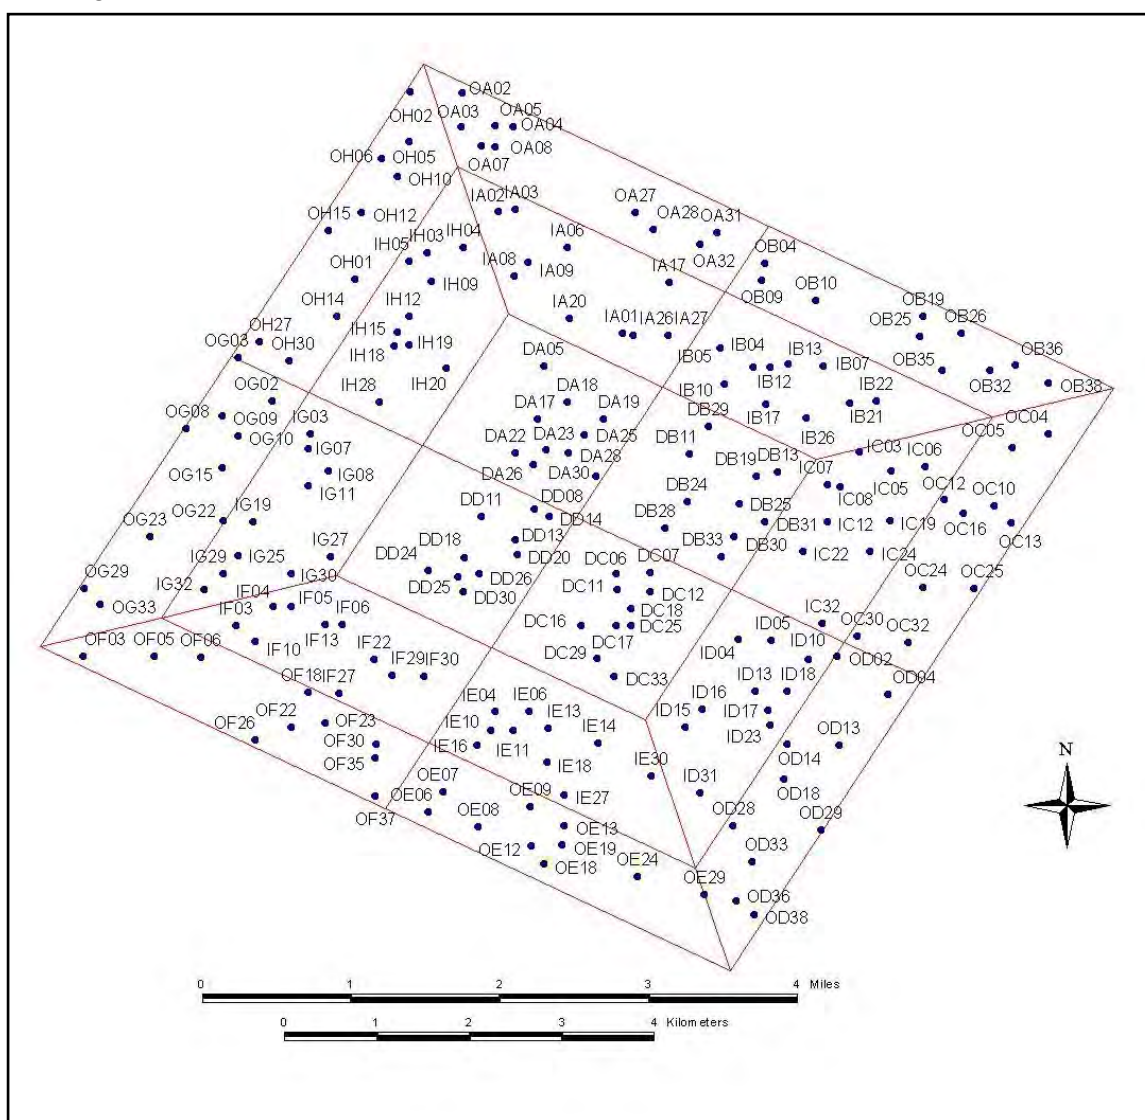 OA02
OA03 OA05
OH02 OA04
OH05 OA08
OH06 OA07
OH10
IA02 IA03 OA27
OH15 OH12 OA28 OA31
IH05 IH03 IH04 IA06
OA32 OB04
OH01 IA08 IA09 IA17
IH09 OB09 OB10
OH14 IH12 IA20 OB19
OH27 IH15 IA01 IA26 IA27 OB25 OB26
OG03 OH30 IH18 IH19 DA05 IB05 IB04 IB13 IB07 OB35 OB36
IH20 IB10 IB12 OB32 OB38
OG02 IH28 DA18 IB22
OG08 OG09 IG03 DA17 DA19 DB29 IB17 IB21 OC04
OG10 DA22 DA23 DA25 DB11 IB26 OC05
IG07 DA28 IC03 IC06
OG15 IG08 DA26 DA30 DB19 DB13 IC07 IC05
IG11 DB24 IC08 OC12 OC10
OG22 IG19 DD11 DD08 DB25
OG23 DD14 DB28 DB31 IC12 IC19 OC16
DD13 DB33 DB30 OC13
IG29 IG25 IG27 DD24 DD18 DD20 DC06 DC07 IC22 IC24
OG29 IG32 IG30 DD25 DD26 DC11 DC12 OC24 OC25
OG33 IF04 IF05 IF06 DD30 DC18
IF03 DC16 DC25 IC32 OC30
OF03 OF05 OF06 IF10 IF13 DC17 ID05 ID10 OC32
IF22 DC29 ID04 OD02
OF18 IF27 IF29 IF30 DC33 ID13 ID18 OD04
IE04 IE06 ID16
OF26 OF22 OF23 IE10 IE13 IE14 ID15 ID17 OD13
OF30 IE16 IE11 ID23
OF35 IE18 IE30 OD14
OE07 OE09 ID31 OD18
OF37 OE06 OE08 IE27 OD28 OD29
OE12 OE13 OD33
OE19 OE24
OE18 OE29 OD36
OD38
N
0 1 2 3 4 Miles
0 1 2 3 4 Kilometers